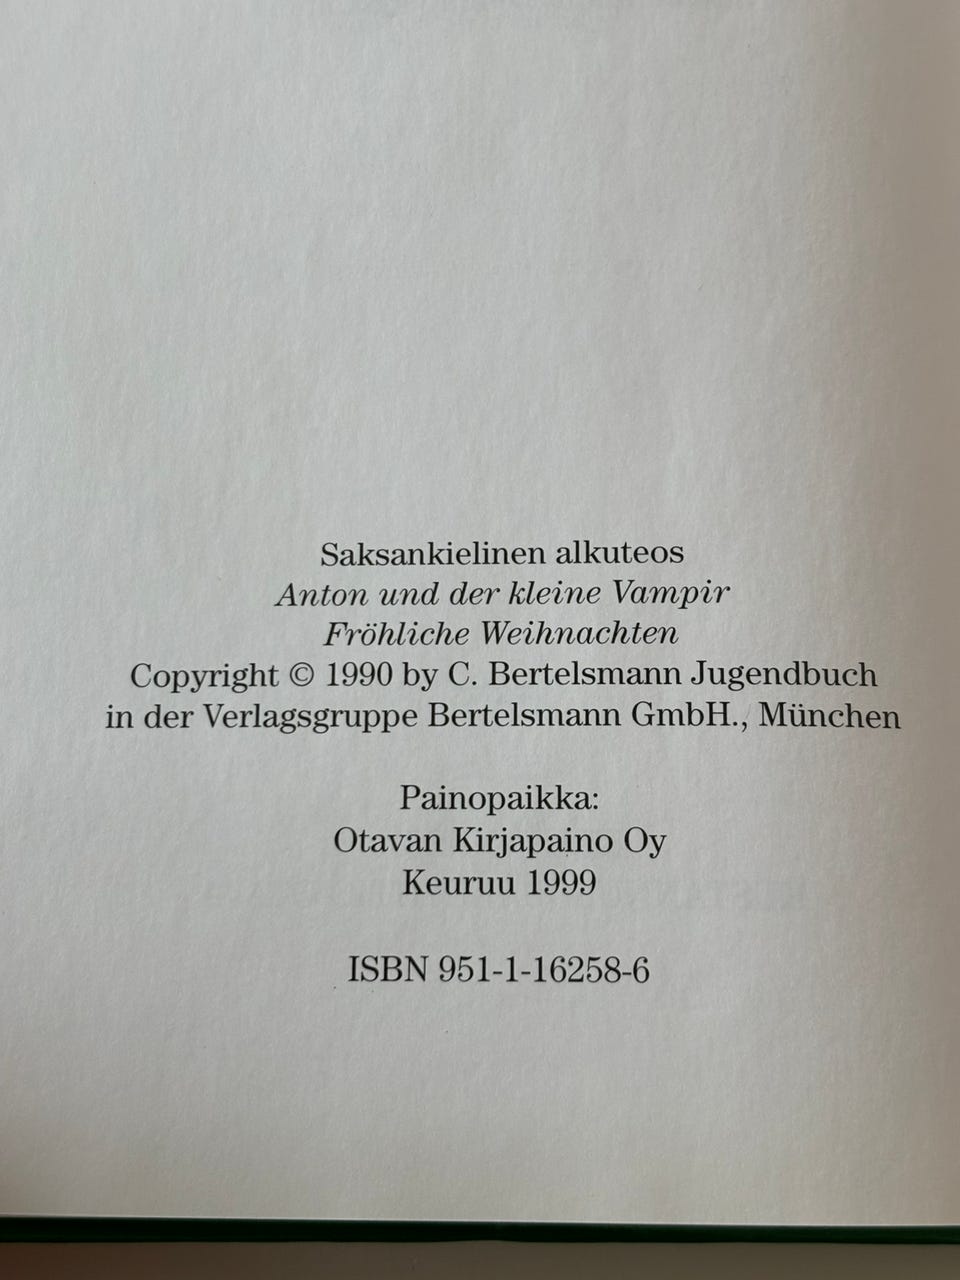 Saksankielinen alkuteos
Anton und der kleine Vampir
Fröhliche Weihnachten
Copyright © 1990 by C. Bertelsmann Jugendbuch
in der Verlagsgruppe Bertelsmann GmbH., München
Painopaikka:
Otavan Kirjapaino Oy
Keuruu 1999
ISBN 951-1-16258-6